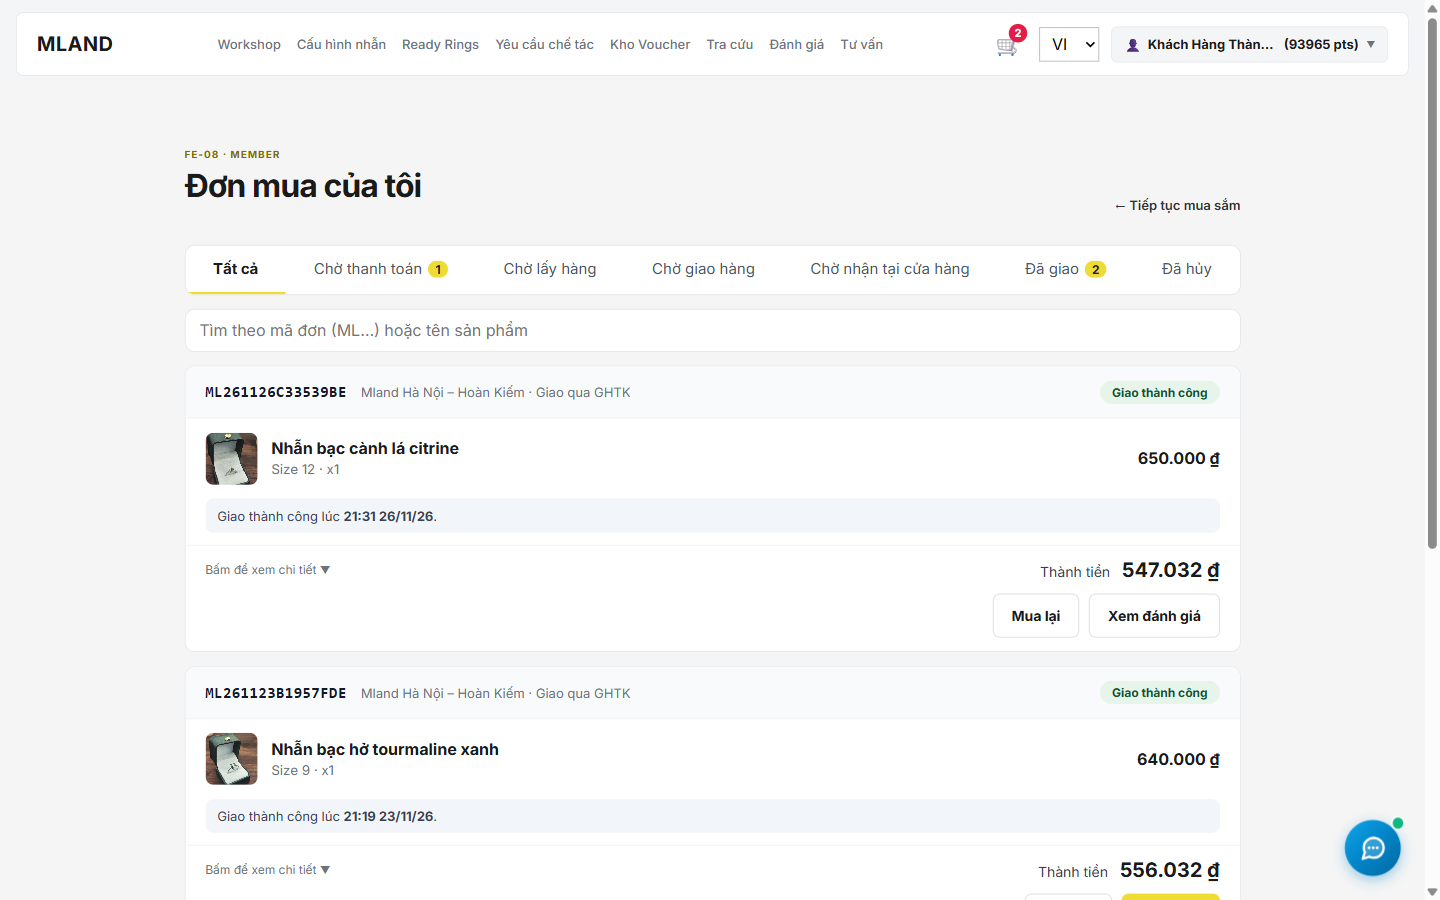 MLAND
Workshop Cấu hình nhẫn Ready Rings Yêu cầu chế tác Kho Voucher Tra cứu Đánh giá Tư vấn
2
VI
Khách Hàng Thàn... (93965 pts) ▼
FE-08 · MEMBER
Đơn mua của tôi
← Tiếp tục mua sắm
Tất cả Chờ thanh toán 1 Chờ lấy hàng Chờ giao hàng Chờ nhận tại cửa hàng Đã giao 2 Đã hủy
Tìm theo mã đơn (ML...) hoặc tên sản phẩm
ML261126C33539BE Mland Hà Nội – Hoàn Kiếm · Giao qua GHTK Giao thành công
Nhẫn bạc cành lá citrine
Size 12 · x1
650.000 ₫
Giao thành công lúc 21:31 26/11/26.
Bấm để xem chi tiết ▼
Thành tiền 547.032 ₫
Mua lại Xem đánh giá
ML261123B1957FDE Mland Hà Nội – Hoàn Kiếm · Giao qua GHTK Giao thành công
Nhẫn bạc hở tourmaline xanh
Size 9 · x1
640.000 ₫
Giao thành công lúc 21:19 23/11/26.
Bấm để xem chi tiết ▼
Thành tiền 556.032 ₫